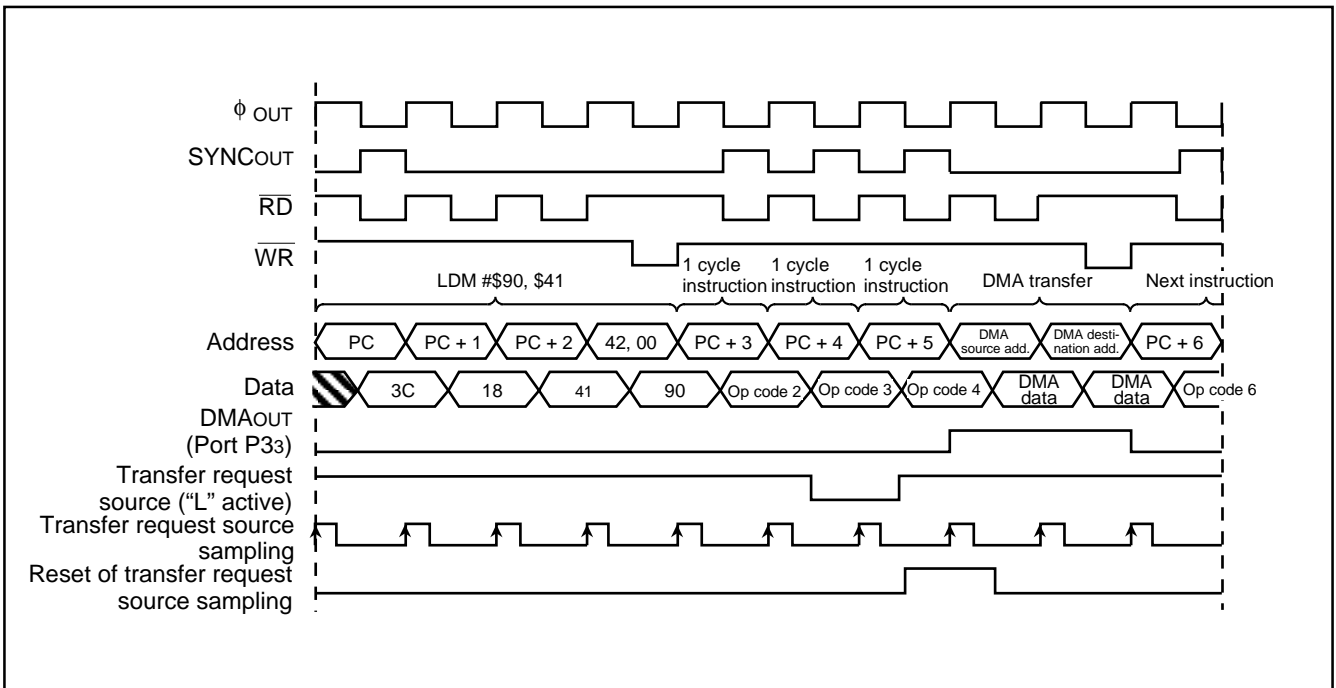 ϕ OUT
SYNCOUT
RD
WR
LDM #$90, $41
1 cycle
instruction
1 cycle
instruction
1 cycle
instruction
DMA transfer
Next instruction
Address
PC
PC + 1
PC + 2
42, 00
PC + 3
PC + 4
PC + 5
DMA
source add.
DMA desti-
nation add.
PC + 6
Data
3C
18
41
90
Op code 2
Op code 3
Op code 4
DMA
data
DMA
data
Op code 6
DMAOUT
(Port P33)
Transfer request
source (“L” active)
Transfer request source
sampling
Reset of transfer request
source sampling